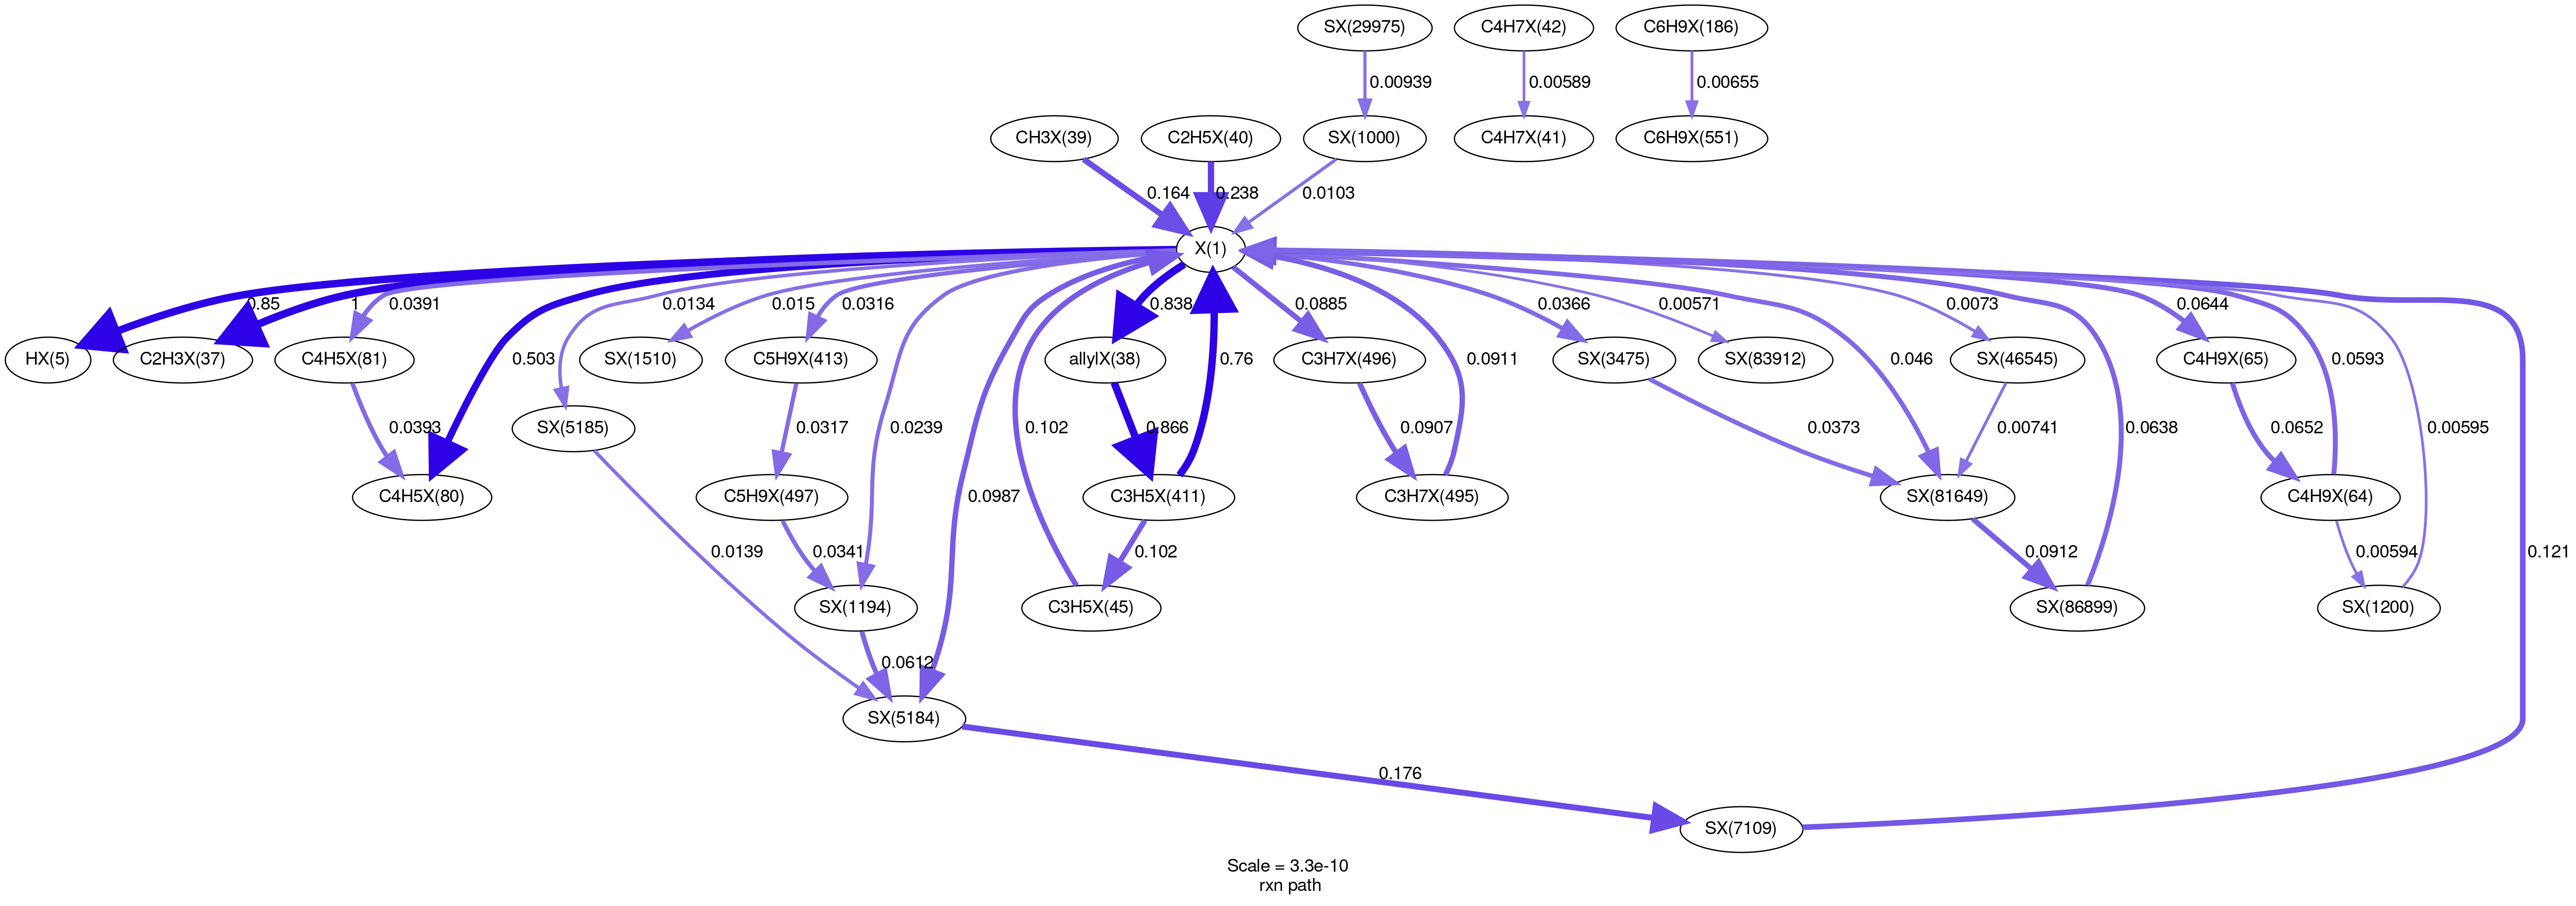 SX(29975)
C4H7X(42)
C6H9X(186)
0.00939
0.00589
0.00655
CH3X(39)
C2H5X(40)
SX(1000)
C4H7X(41)
C6H9X(551)
0.164
0.238
0.0103
X(1)
0.85
1
0.0391
0.0134
0.015
0.0316
0.838
0.0885
0.0366
0.00571
0.0073
0.0644
HX(5)
C2H3X(37)
C4H5X(81)
0.503
SX(1510)
C5H9X(413)
allylX(38)
C3H7X(496)
0.0911
SX(3475)
SX(83912)
0.046
SX(46545)
C4H9X(65)
0.0593
0.76
0.0393
SX(5185)
0.0317
0.0239
0.102
0.866
0.0907
0.0373
0.00741
0.0638
0.0652
0.00595
C4H5X(80)
C5H9X(497)
0.0987
C3H5X(411)
C3H7X(495)
SX(81649)
C4H9X(64)
0.0139
0.0341
0.102
0.0912
0.00594
0.121
SX(1194)
C3H5X(45)
SX(86899)
SX(1200)
0.0612
SX(5184)
0.176
SX(7109)
Scale = 3.3e-10
rxn path